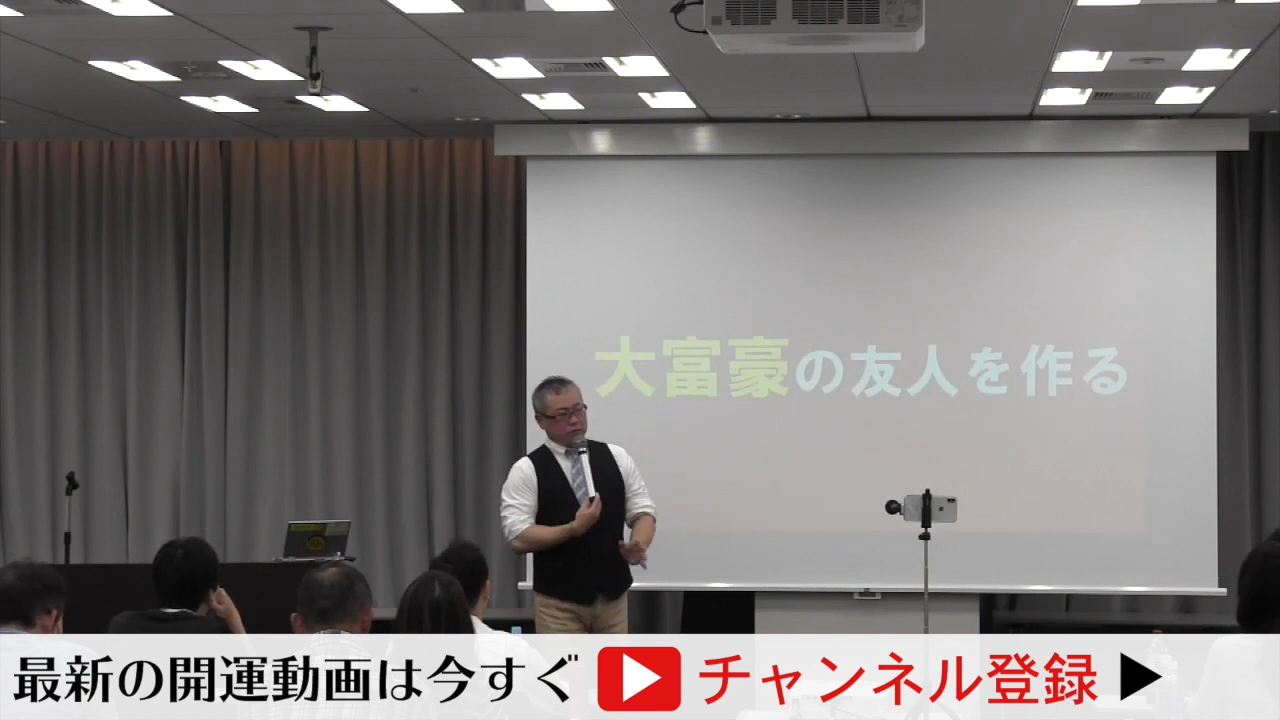 大富豪の友人を作る
最新の開運動画は今すぐ チャンネル登録